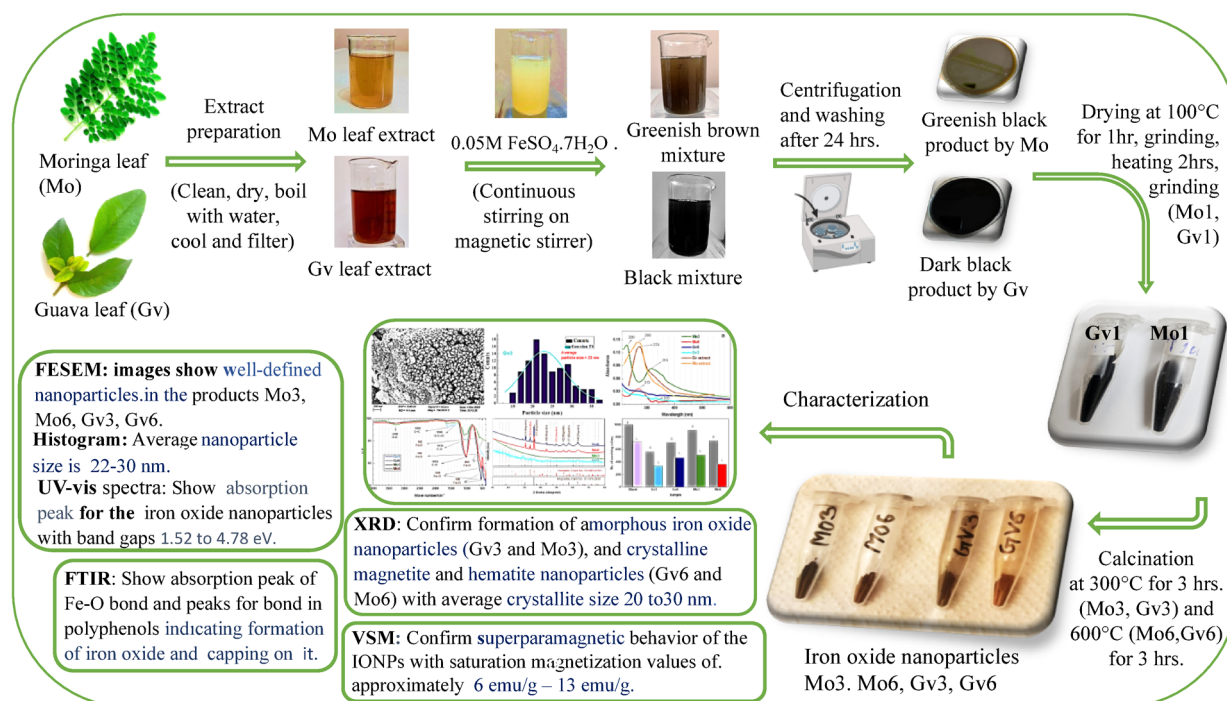 Moringa leaf
(Mo)
Guava leaf (Gv)
Extract
preparation
(Clean, dry, boil
with water,
cool and filter)
Mo leaf extract
Gv leaf extract
0.05M FeSO4.7H2O .
(Continuous
stirring on
magnetic stirrer)
Greenish brown
mixture
Black mixture
Centrifugation
and washing
after 24 hrs.
Greenish black
product by Mo
Dark black
product by Gv
Drying at 100°C
for 1hr, grinding,
heating 2hrs,
grinding
(Mo1,
Gv1)
Gv1
Mo1
Calcination
at 300°C for 3 hrs.
(Mo3, Gv3) and
600°C (Mo6,Gv6)
for 3 hrs.
MO3
MO6
GV3
GV6
Iron oxide nanoparticles
Mo3. Mo6, Gv3, Gv6
Characterization
Particle size (nm)
FESEM: images show well-defined
nanoparticles.in the products Mo3,
Mo6, Gv3, Gv6.
Histogram: Average nanoparticle
size is 22-30 nm.
UV-vis spectra: Show absorption
peak for the iron oxide nanoparticles
with band gaps 1.52 to 4.78 eV.
FTIR: Show absorption peak of
Fe-O bond and peaks for bond in
polyphenols indicating formation
of iron oxide and capping on it.
XRD: Confirm formation of amorphous iron oxide
nanoparticles (Gv3 and Mo3), and crystalline
magnetite and hematite nanoparticles (Gv6 and
Mo6) with average crystallite size 20 to30 nm.
VSM: Confirm superparamagnetic behavior of the
IONPs with saturation magnetization values of.
approximately 6 emu/g – 13 emu/g.